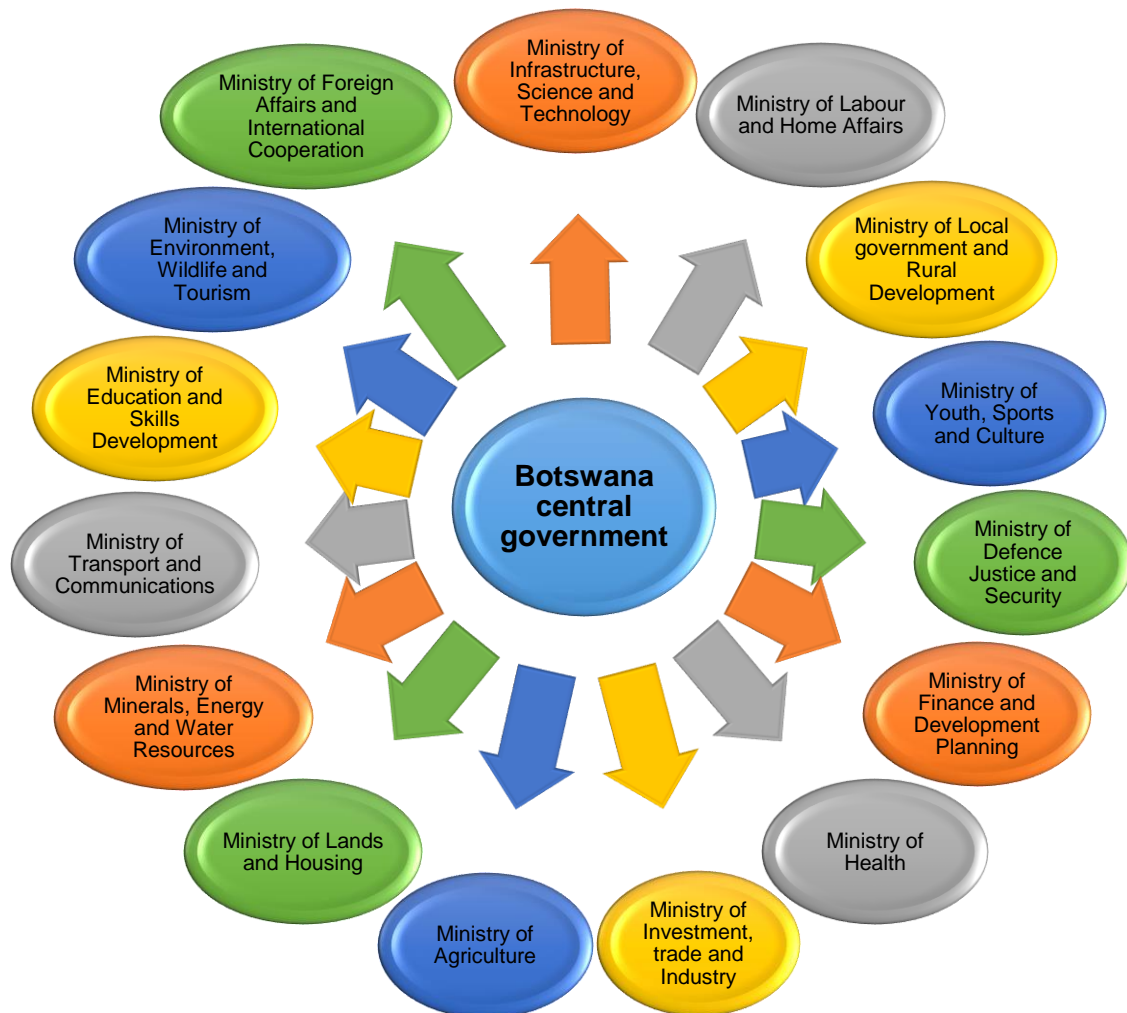 Ministry of
Infrastructure,
Science and
Technology
Ministry of Labour
and Home Affairs
Ministry of Local
government and
Rural
Development
Ministry of
Youth, Sports
and Culture
Ministry of
Defence
Justice and
Security
Ministry of
Finance and
Development
Planning
Ministry of
Health
Ministry of
Investment,
trade and
Industry
Ministry of
Agriculture
Ministry of Lands
and Housing
Ministry of
Minerals, Energy
and Water
Resources
Ministry of
Transport and
Communications
Ministry of
Education and
Skills
Development
Ministry of
Environment,
Wildlife and
Tourism
Ministry of Foreign
Affairs and
International
Cooperation
Botswana
central
government